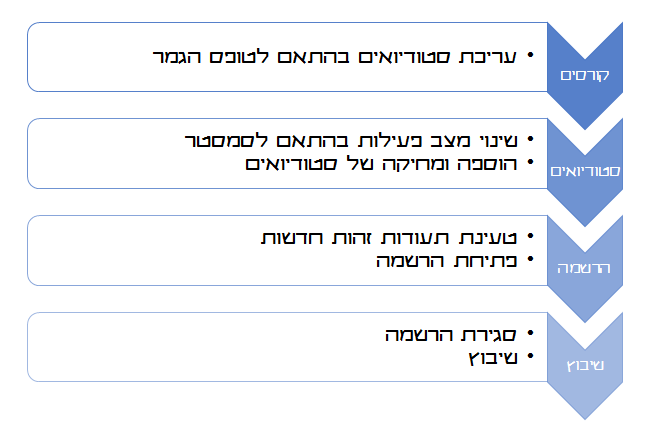 קורסים
• עריכת סטודיואים בהתאם לטופס הגמר
סטודיואים
• שינוי מצב פעילות בהתאם לסמסטר
• הוספה ומחיקה של סטודיואים
הרשמה
• טעינת תעודות זהות חדשות
• פתיחת הרשמה
שיבוץ
• סגירת הרשמה
• שיבוץ